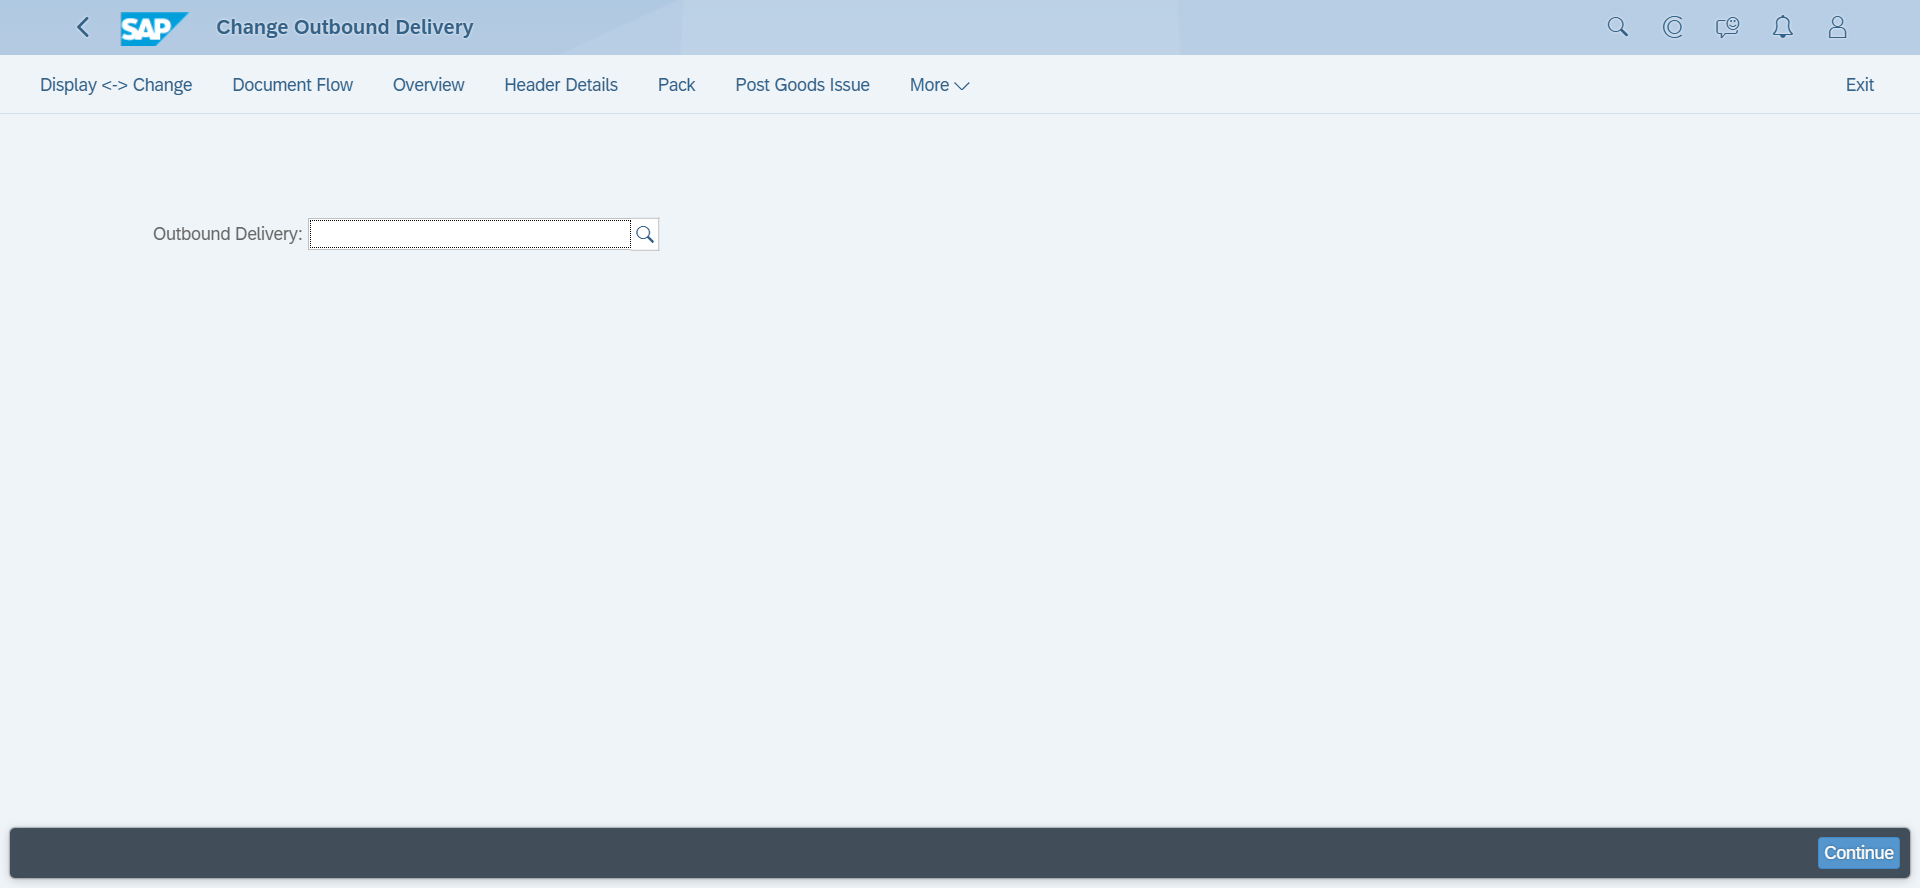 SAP Change Outbound Delivery
Display <-> Change Document Flow Overview Header Details Pack Post Goods Issue More Exit
Outbound Delivery:
Continue